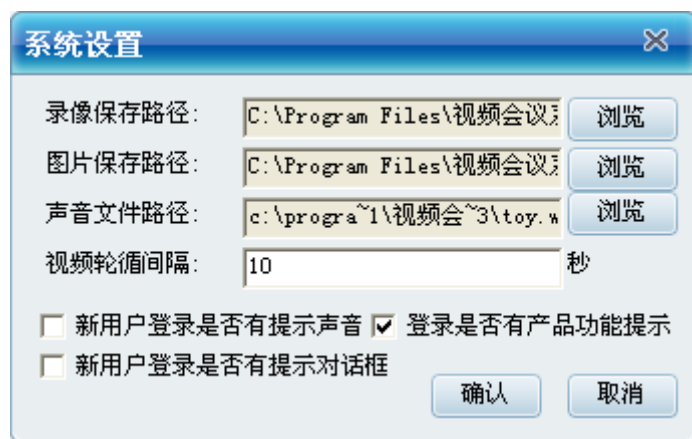 系统设置
录像保存路径: C:\Program Files\视频会议 浏览
图片保存路径: C:\Program Files\视频会议 浏览
声音文件路径: c:\progra~1\视频会~3\toy.w 浏览
视频轮循间隔: 10 秒
新用户登录是否有提示声音 登录是否有产品功能提示
新用户登录是否有提示对话框
确认 取消